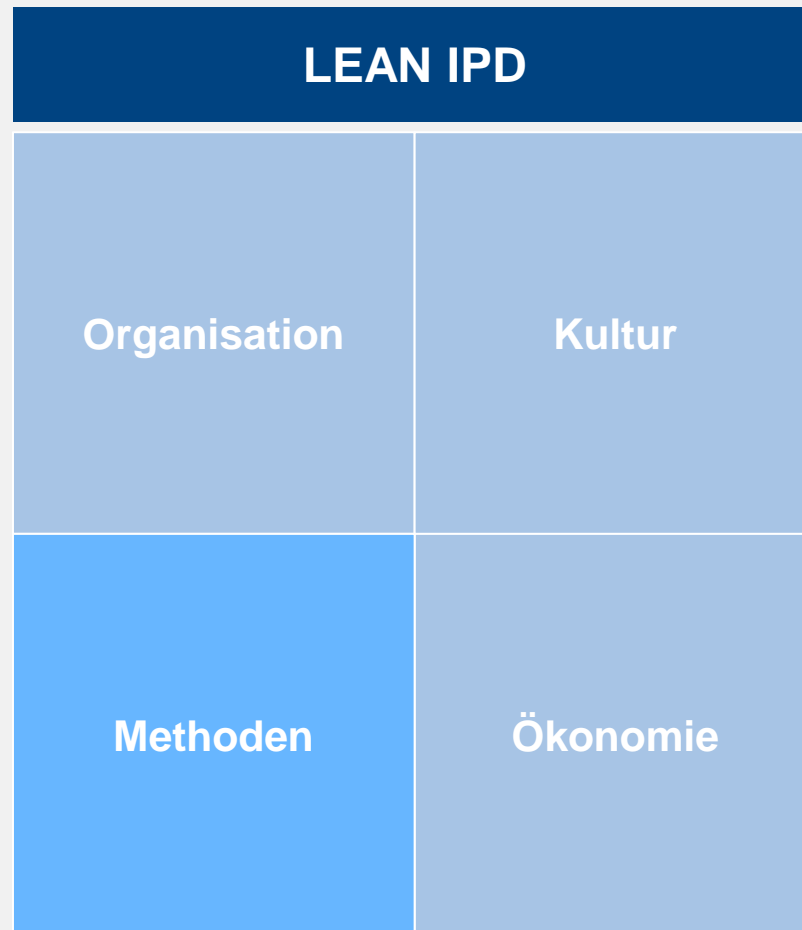 LEAN IPD
Organisation
Kultur
Methoden
Ökonomie